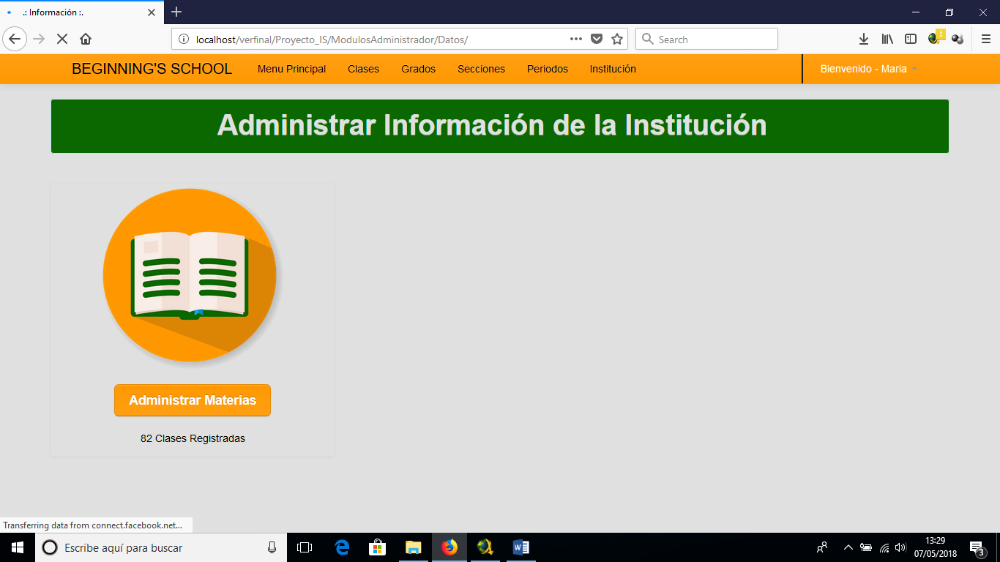 .: Información :.
localhost/verfinal/Proyecto_IS/ModulosAdministrador/Datos/
Search
BEGINNING'S SCHOOL Menu Principal Clases Grados Secciones Periodos Institución Bienvenido - Maria
Administrar Información de la Institución
Administrar Materias
82 Clases Registradas
Transferring data from connect.facebook.net...
Escribe aquí para buscar
13:29
07/05/2018
3